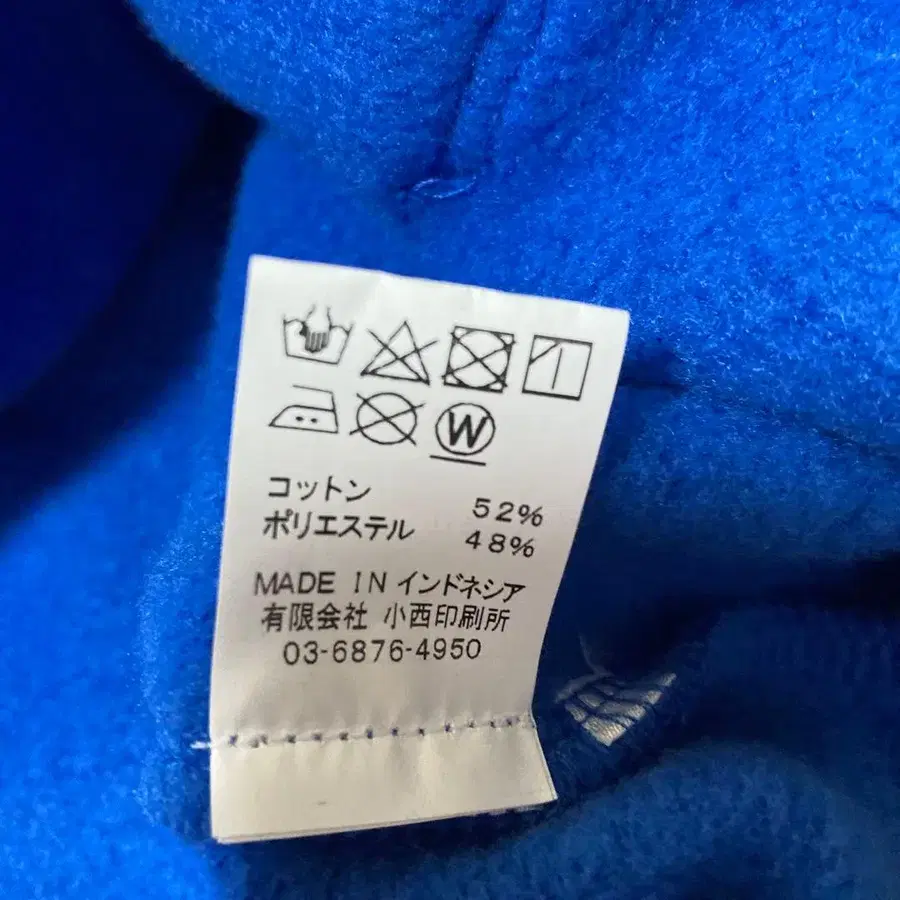 W
コットン 52%
ポリエステル 48%
MADE IN インドネシア
有限会社 小西印刷所
03-6876-4950